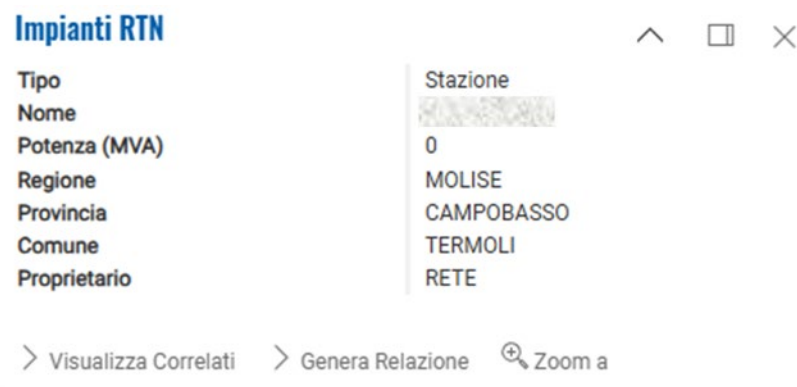 Impianti RTN
Tipo Stazione
Nome
Potenza (MVA) 0
Regione MOLISE
Provincia CAMPOBASSO
Comune TERMOLI
Proprietario RETE
Visualizza Correlati Genera Relazione Zoom a